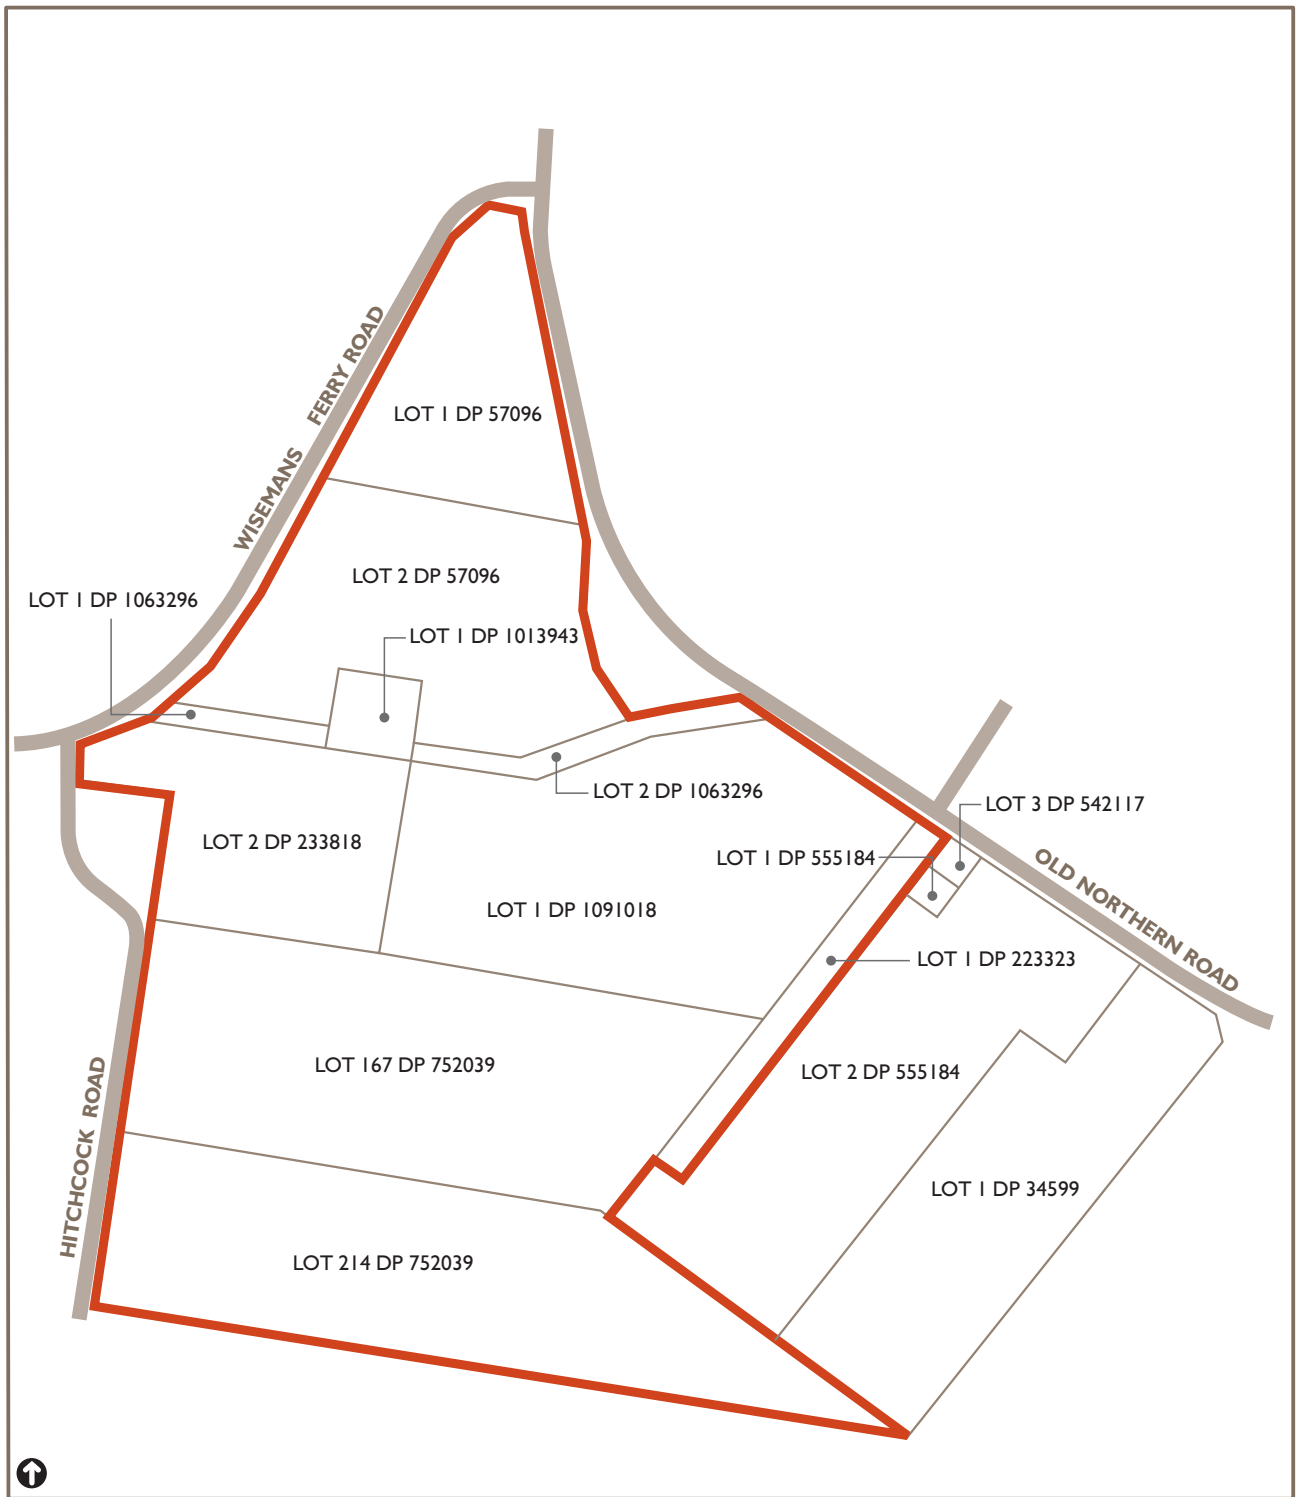 WISEMANS FERRY ROAD
LOT 1 DP 57096
LOT 2 DP 57096
LOT 1 DP 1063296
LOT 1 DP 1013943
LOT 2 DP 1063296
LOT 3 DP 542117
LOT 2 DP 233818
LOT 1 DP 555184
OLD NORTHERN ROAD
LOT 1 DP 1091018
LOT 1 DP 223323
LOT 167 DP 752039
LOT 2 DP 555184
HITCHCOCK ROAD
LOT 1 DP 34599
LOT 214 DP 752039